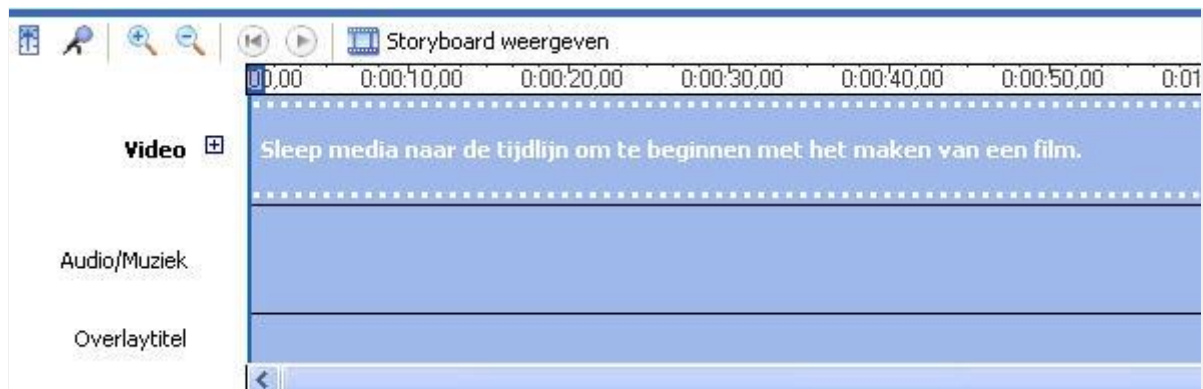 Storyboard weergeven
0,00 0:00:10,00 0:00:20,00 0:00:30,00 0:00:40,00 0:00:50,00 0:01
Video Sleep media naar de tijdlijn om te beginnen met het maken van een film.
Audio/Muziek
Overlaytitel